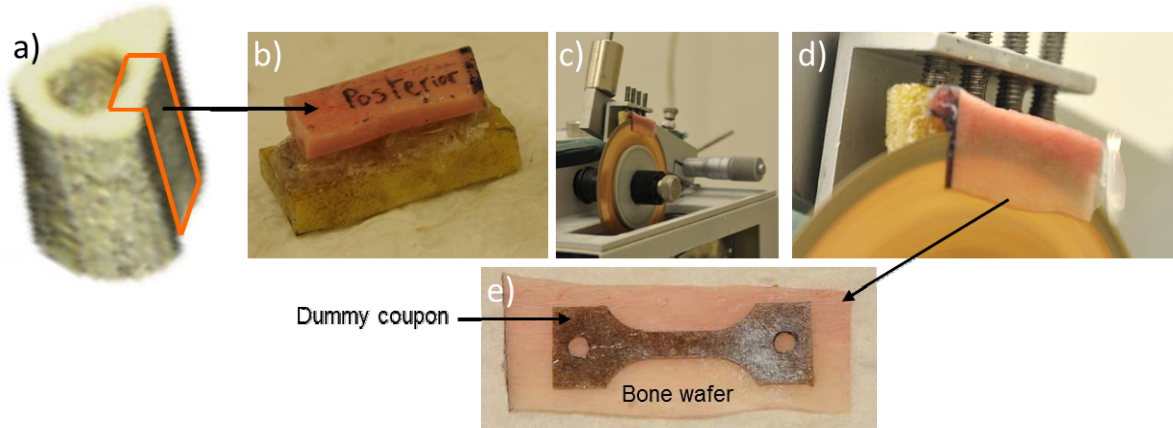 a)
b)
Posterior
c)
d)
e)
Dummy coupon
Bone wafer